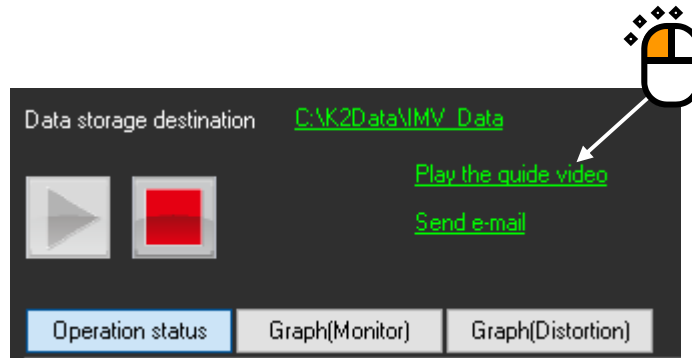 Data storage destination C:\K2Data\IMV_Data
Play the guide video
Send e-mail
Operation status Graph(Monitor) Graph(Distortion)